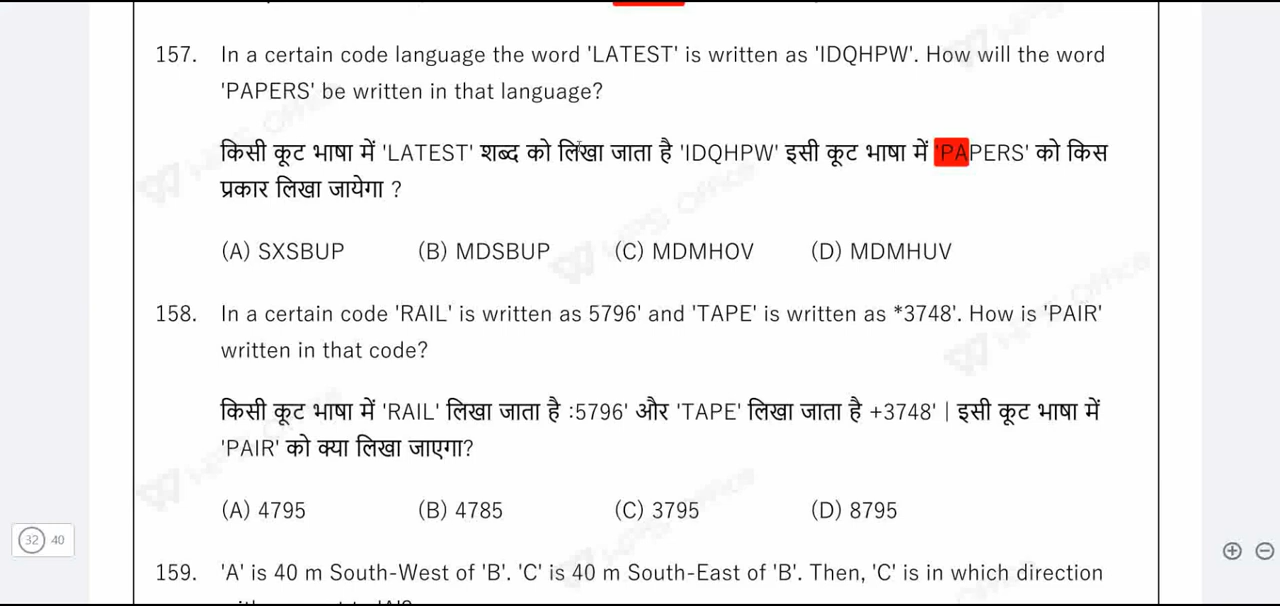 157. In a certain code language the word 'LATEST' is written as 'IDQHPW'. How will the word
'PAPERS' be written in that language?
किसी कूट भाषा में 'LATEST' शब्द को लिखा जाता है 'IDQHPW' इसी कूट भाषा में 'PAPERS' को किस
प्रकार लिखा जायेगा ?
(A) SXSBUP (B) MDSBUP (C) MDMHOV (D) MDMHUV
158. In a certain code 'RAIL' is written as 5796' and 'TAPE' is written as *3748'. How is 'PAIR'
written in that code?
किसी कूट भाषा में 'RAIL' लिखा जाता है :5796' और 'TAPE' लिखा जाता है +3748' | इसी कूट भाषा में
'PAIR' को क्या लिखा जाएगा?
(A) 4795 (B) 4785 (C) 3795 (D) 8795
32 40
159. 'A' is 40 m South-West of 'B'. 'C' is 40 m South-East of 'B'. Then, 'C' is in which direction